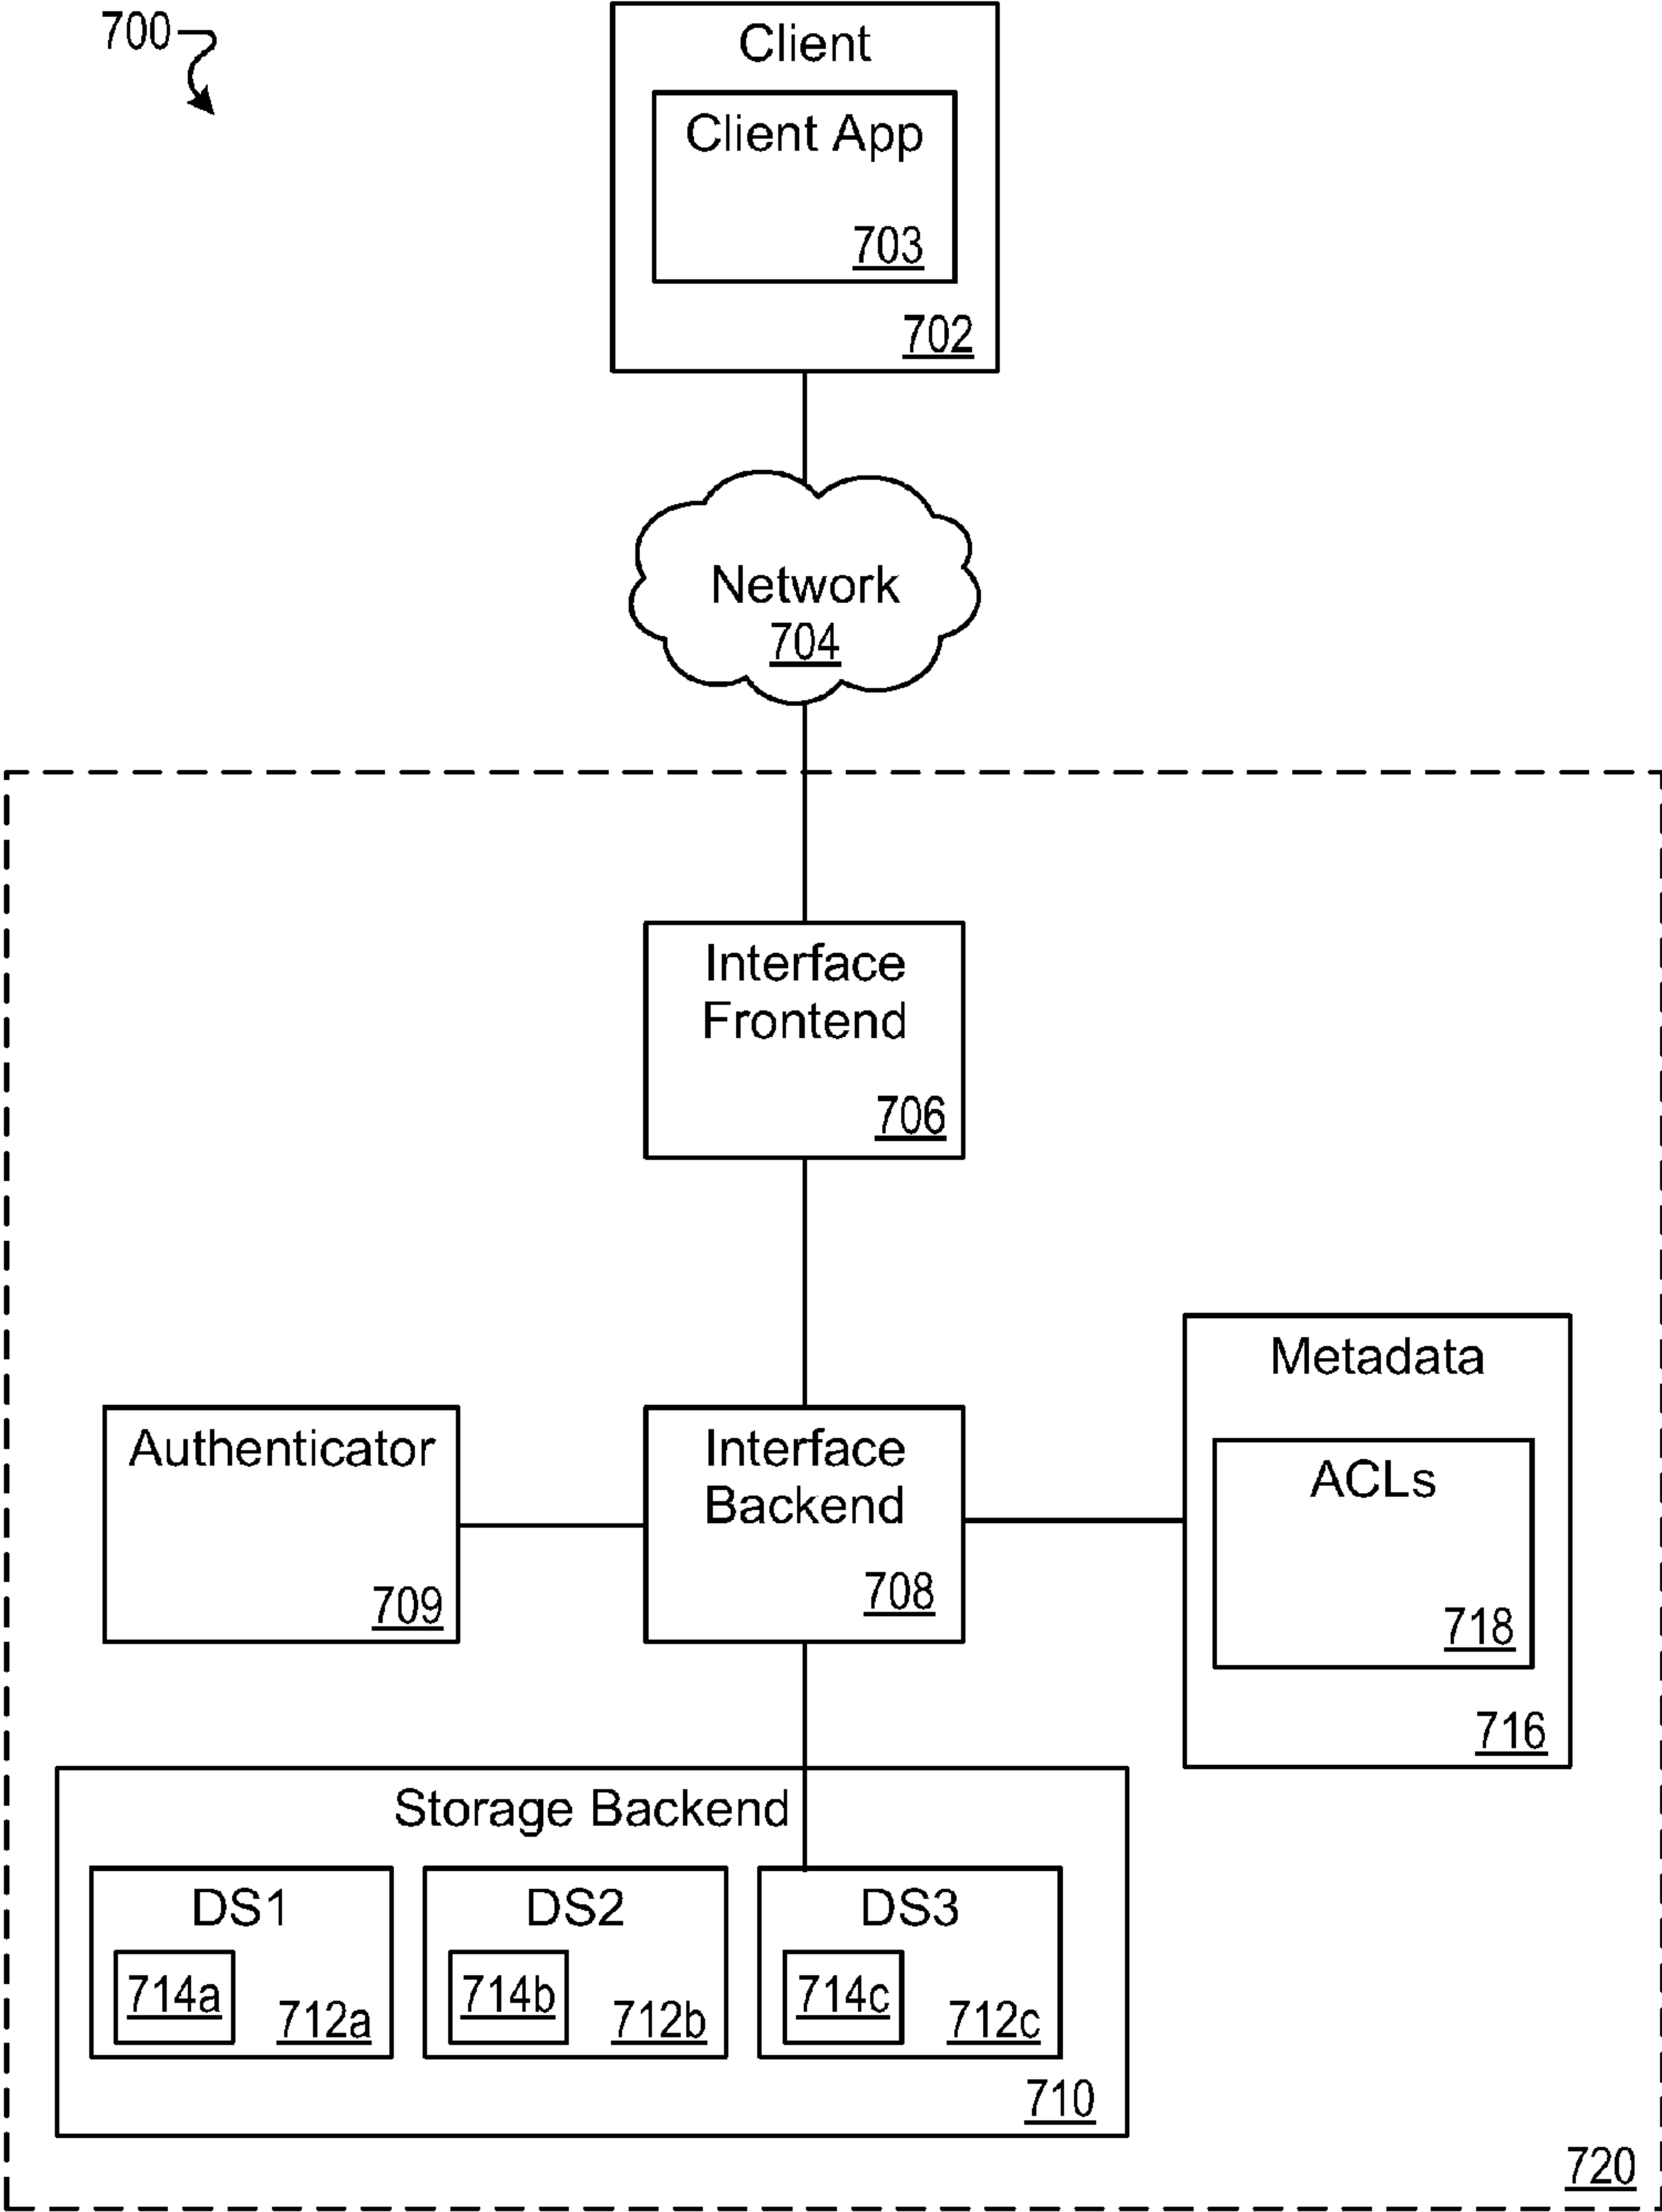 700
Client
Client App
703
702
Network
704
Interface
Frontend
706
Metadata
ACLs
718
716
Authenticator
709
Interface
Backend
708
Storage Backend
DS1
714a
712a
DS2
714b
712b
DS3
714c
712c
710
720